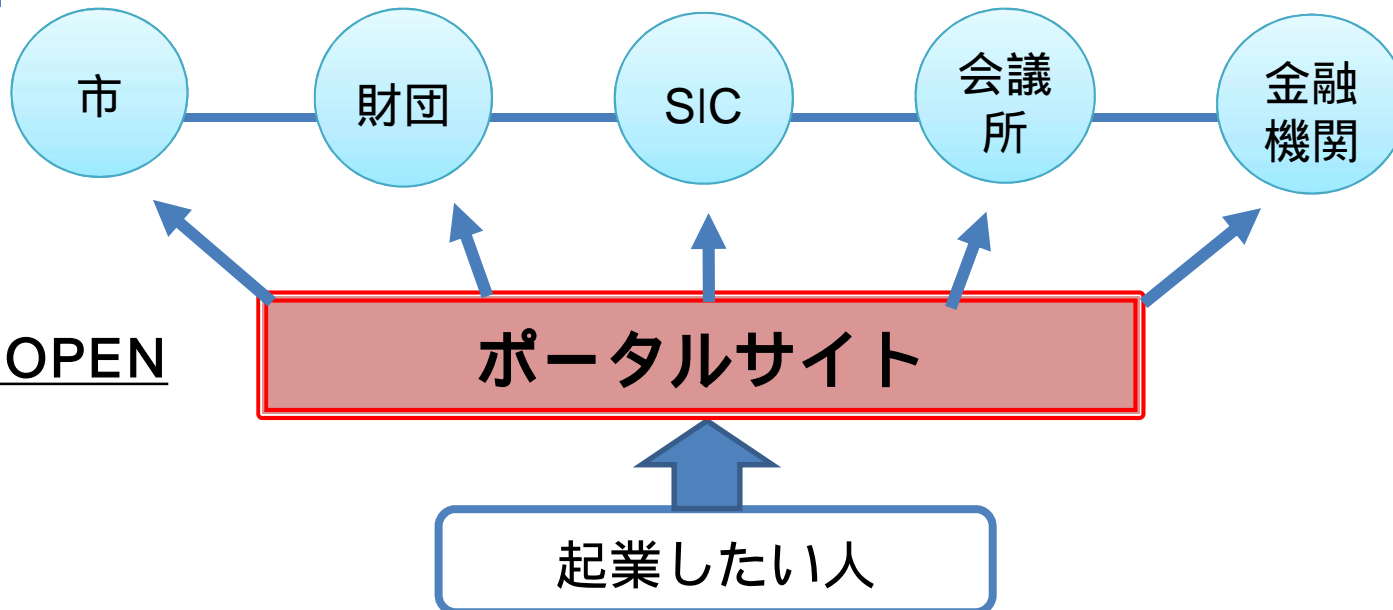 市
財団
SIC
会議
所
金融
機関
OPEN
ポータルサイト
起業したい人